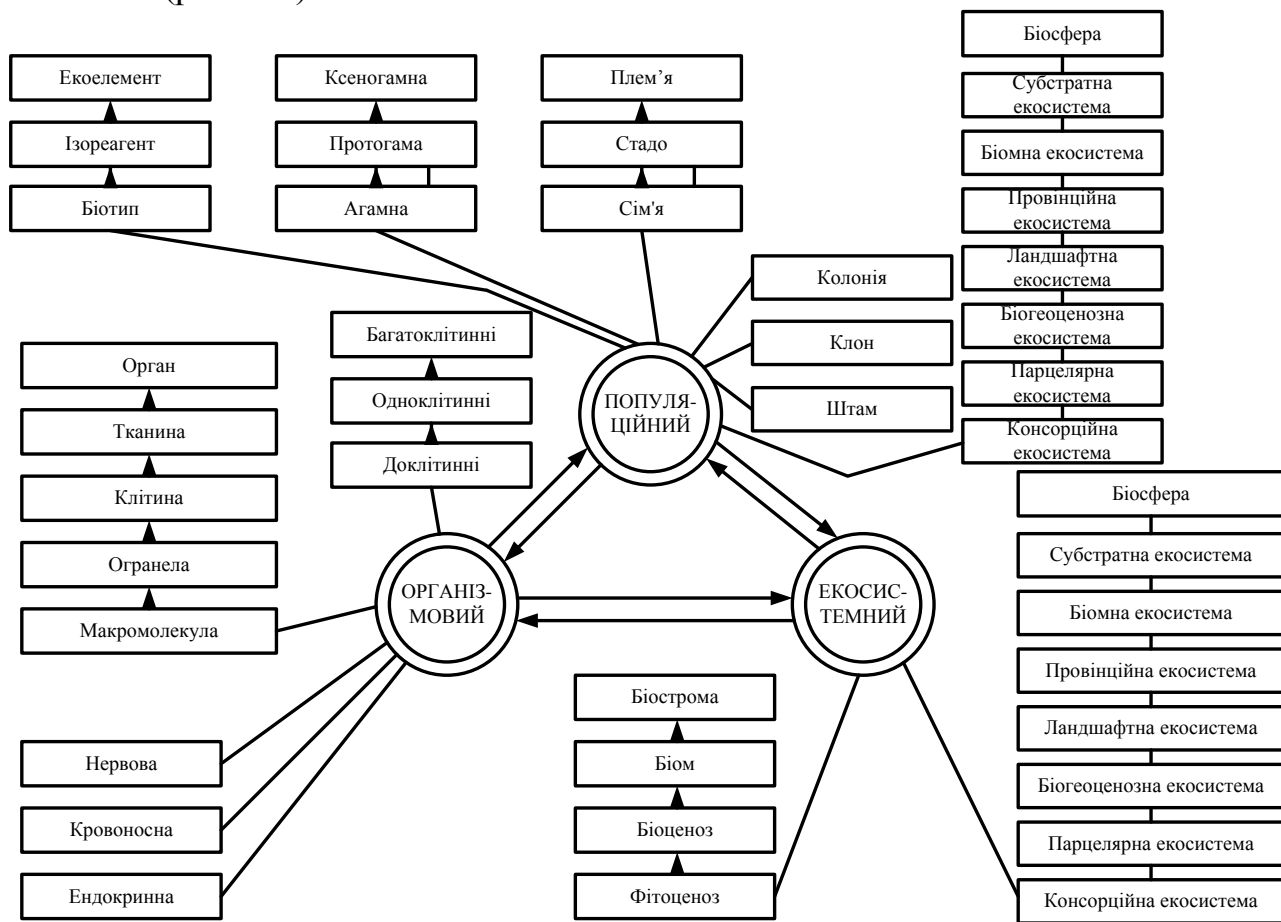 Біосфера
Екоелемент
Ксеногамна
Плем’я
Субстратна
екосистема
Ізореагент
Протогама
Стадо
Біомна екосистема
Біотип
Агамна
Сім'я
Провінційна
екосистема
Колонія
Ландшафтна
екосистема
Багатоклітинні
Клон
Біогеоценозна
екосистема
Орган
Одноклітинні
ПОПУЛЯ-
ЦІЙНИЙ
Штам
Парцелярна
екосистема
Тканина
Доклітинні
Консорційна
екосистема
Клітина
Біосфера
Огранела
Субстратна екосистема
Макромолекула
ОРГАНІЗ-
МОВИЙ
ЕКОСИС-
ТЕМНИЙ
Біомна екосистема
Провінційна екосистема
Біострома
Ландшафтна екосистема
Нервова
Біом
Біогеоценозна екосистема
Кровоносна
Біоценоз
Парцелярна екосистема
Ендокринна
Фітоценоз
Консорційна екосистема